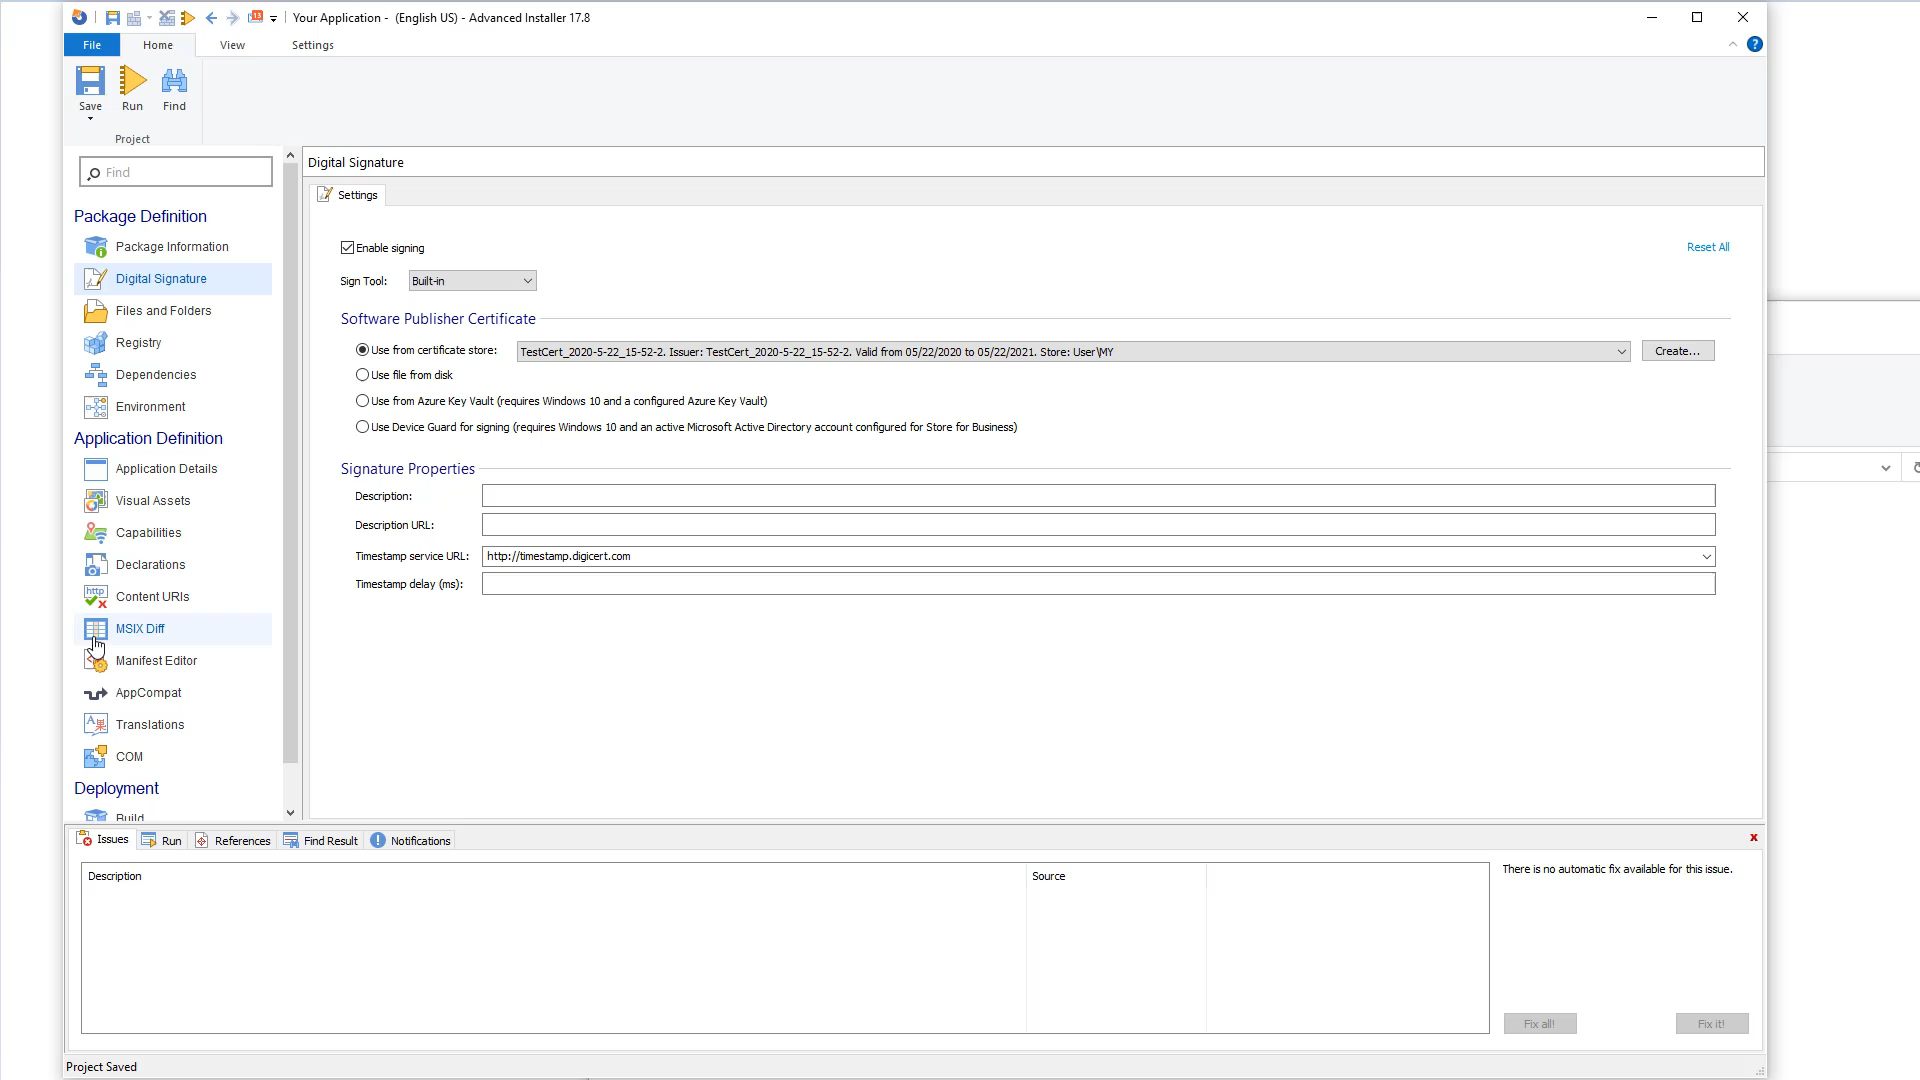 13 Your Application - (English US) - Advanced Installer 17.8
File Home View Settings ?
Save Run Find
Project
Find
Package Definition
Package Information
Digital Signature
Files and Folders
Registry
Dependencies
Environment
Application Definition
Application Details
Visual Assets
Capabilities
Declarations
http Content URIs
MSIX Diff
Manifest Editor
AppCompat
Translations
COM
Deployment
Build
Digital Signature
Settings
Enable signing Reset All
Sign Tool: Built-in
Software Publisher Certificate
Use from certificate store: TestCert_2020-5-22_15-52-2. Issuer: TestCert_2020-5-22_15-52-2. Valid from 05/22/2020 to 05/22/2021. Store: User\MY Create...
Use file from disk
Use from Azure Key Vault (requires Windows 10 and a configured Azure Key Vault)
Use Device Guard for signing (requires Windows 10 and an active Microsoft Active Directory account configured for Store for Business)
Signature Properties
Description:
Description URL:
Timestamp service URL: http://timestamp.digicert.com
Timestamp delay (ms):
Issues Run References Find Result Notifications
Description Source
There is no automatic fix available for this issue.
Fix all! Fix it!
Project Saved